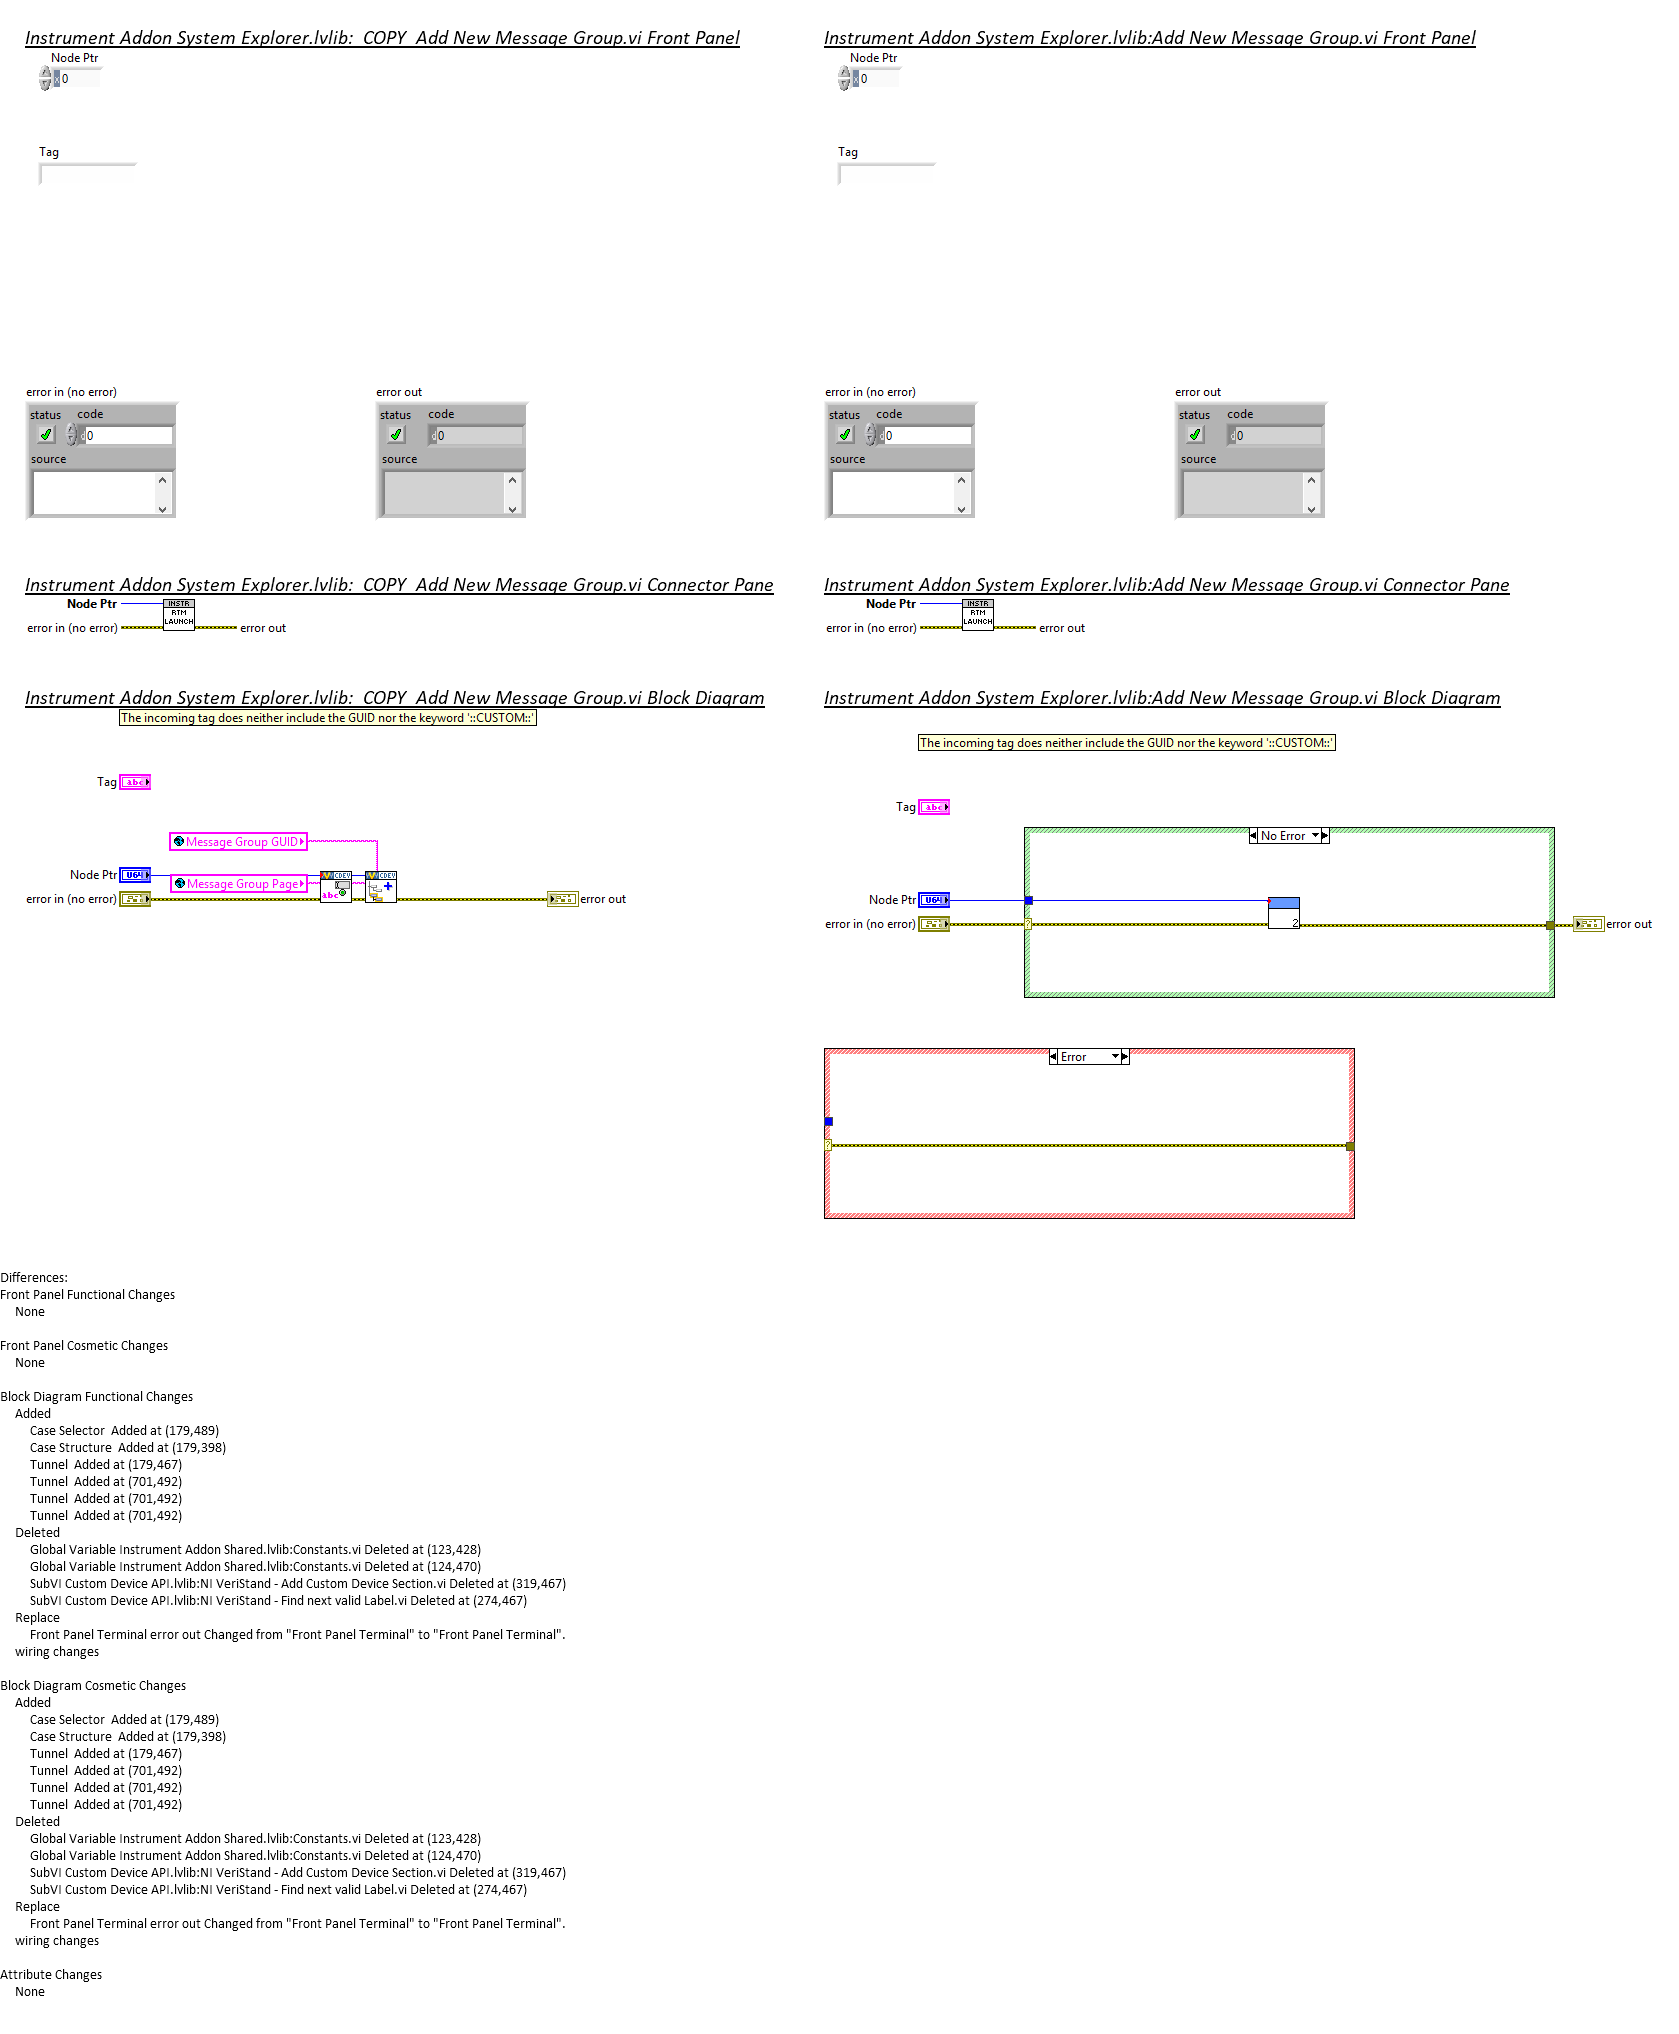 Instrument Addon System Explorer.lvlib:  COPY  Add New Message Group.vi Front Panel
Node Ptr
x 0
Tag
error in (no error)
status
code
d 0
source
error out
status
code
d 0
source
Instrument Addon System Explorer.lvlib:  COPY  Add New Message Group.vi Connector Pane
Node Ptr
INSTR
RTM
LAUNCH
error in (no error)
error out
Instrument Addon System Explorer.lvlib:  COPY  Add New Message Group.vi Block Diagram
The incoming tag does neither include the GUID nor the keyword '::CUSTOM::'
Tag
abc
Message Group GUID
Node Ptr
U64
Message Group Page
CDEV
abc
CDEV
error in (no error)
error out
Instrument Addon System Explorer.lvlib:Add New Message Group.vi Front Panel
Node Ptr
x 0
Tag
error in (no error)
status
code
d 0
source
error out
status
code
d 0
source
Instrument Addon System Explorer.lvlib:Add New Message Group.vi Connector Pane
Node Ptr
INSTR
RTM
LAUNCH
error in (no error)
error out
Instrument Addon System Explorer.lvlib:Add New Message Group.vi Block Diagram
The incoming tag does neither include the GUID nor the keyword '::CUSTOM::'
Tag
abc
No Error
Node Ptr
U64
2
error in (no error)
?
error out
Error
?
Differences:
Front Panel Functional Changes
None
Front Panel Cosmetic Changes
None
Block Diagram Functional Changes
Added
Case Selector  Added at (179,489)
Case Structure  Added at (179,398)
Tunnel  Added at (179,467)
Tunnel  Added at (701,492)
Tunnel  Added at (701,492)
Tunnel  Added at (701,492)
Deleted
Global Variable Instrument Addon Shared.lvlib:Constants.vi Deleted at (123,428)
Global Variable Instrument Addon Shared.lvlib:Constants.vi Deleted at (124,470)
SubVI Custom Device API.lvlib:NI VeriStand - Add Custom Device Section.vi Deleted at (319,467)
SubVI Custom Device API.lvlib:NI VeriStand - Find next valid Label.vi Deleted at (274,467)
Replace
Front Panel Terminal error out Changed from "Front Panel Terminal" to "Front Panel Terminal".
wiring changes
Block Diagram Cosmetic Changes
Added
Case Selector  Added at (179,489)
Case Structure  Added at (179,398)
Tunnel  Added at (179,467)
Tunnel  Added at (701,492)
Tunnel  Added at (701,492)
Tunnel  Added at (701,492)
Deleted
Global Variable Instrument Addon Shared.lvlib:Constants.vi Deleted at (123,428)
Global Variable Instrument Addon Shared.lvlib:Constants.vi Deleted at (124,470)
SubVI Custom Device API.lvlib:NI VeriStand - Add Custom Device Section.vi Deleted at (319,467)
SubVI Custom Device API.lvlib:NI VeriStand - Find next valid Label.vi Deleted at (274,467)
Replace
Front Panel Terminal error out Changed from "Front Panel Terminal" to "Front Panel Terminal".
wiring changes
Attribute Changes
None